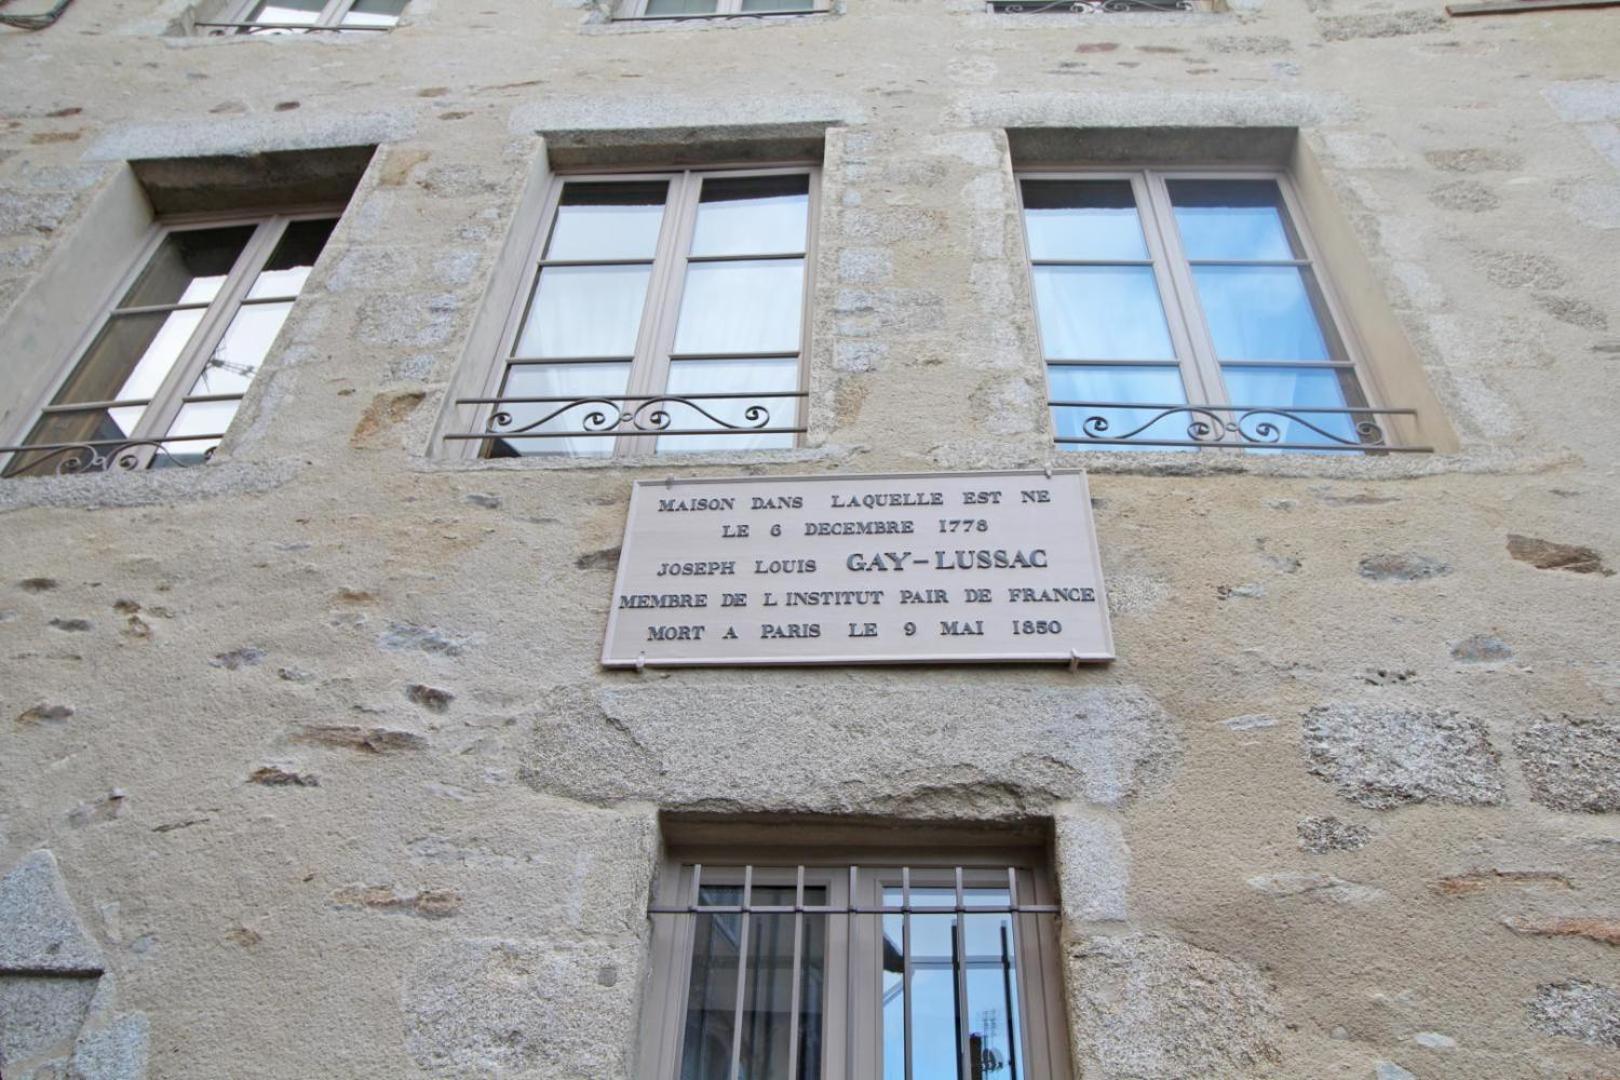 MAISON DANS LAQUELLE EST NE
LE 6 DECEMBRE 1778
JOSEPH LOUIS GAY-LUSSAC
MEMBRE DE L INSTITUT PAIR DE FRANCE
MORT A PARIS LE 9 MAI 1850